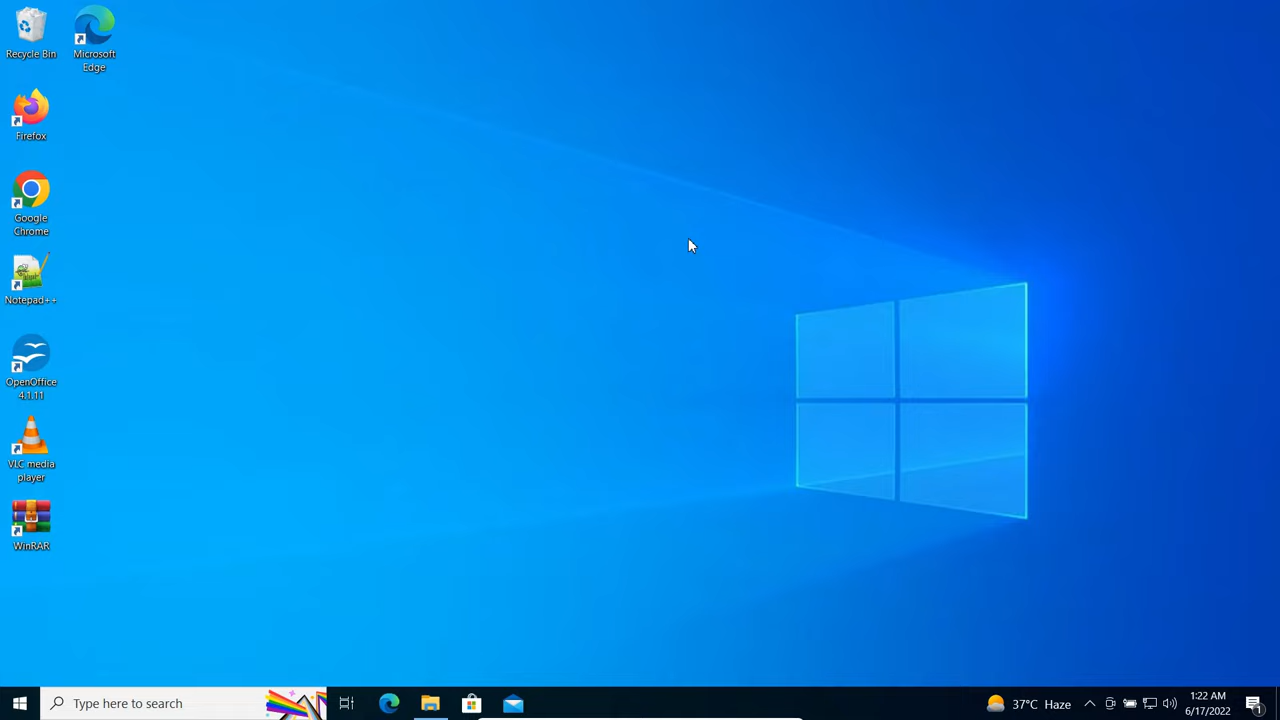 Recycle Bin
Microsoft
Edge
Firefox
Google
Chrome
Notepad++
OpenOffice
4.1.11
VLC media
player
WinRAR
Type here to search
37°C Haze
1:22 AM
6/17/2022
1